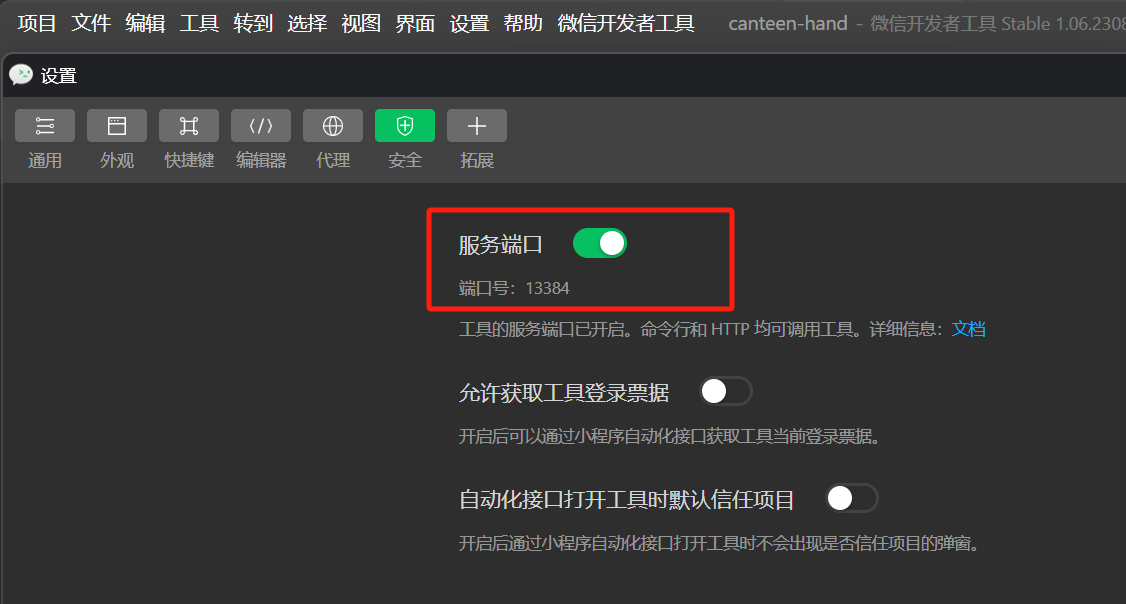 项目 文件 编辑 工具 转到 选择 视图 界面 设置 帮助 微信开发者工具 canteen-hand - 微信开发者工具 Stable 1.06.2308
设置
通用 外观 快捷键 编辑器 代理 安全 拓展
服务端口
端口号：13384
工具的服务端口已开启。命令行和 HTTP 均可调用工具。详细信息：文档
允许获取工具登录票据
开启后可以通过小程序自动化接口获取工具当前登录票据。
自动化接口打开工具时默认信任项目
开启后通过小程序自动化接口打开工具时不会出现是否信任项目的弹窗。